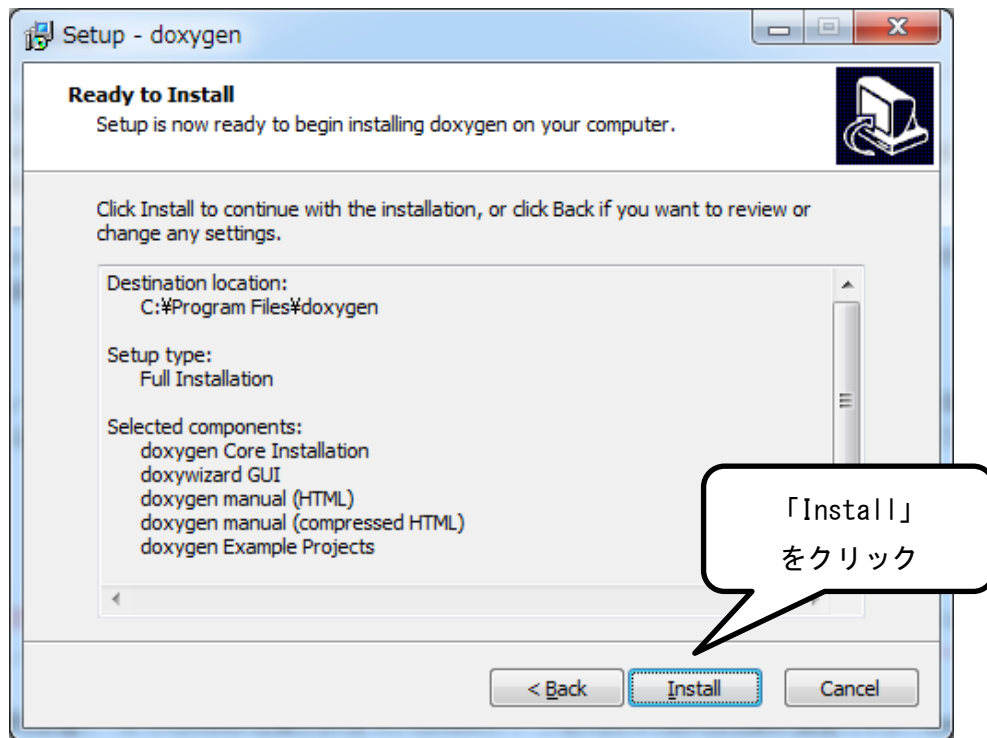 Setup - doxygen
Ready to Install
Setup is now ready to begin installing doxygen on your computer.
Click Install to continue with the installation, or click Back if you want to review or
change any settings.
Destination location:
C:¥Program Files¥doxygen
Setup type:
Full Installation
Selected components:
doxygen Core Installation
doxywizard GUI
doxygen manual (HTML)
doxygen manual (compressed HTML)
doxygen Example Projects
「Install」
をクリック
< Back
Install
Cancel